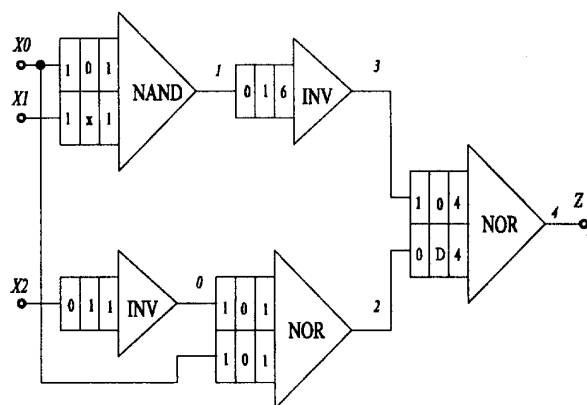 X0
1 0 1
NAND
1
0 1 6
INV
3
X1
1 x 1
1 0 4
NOR
4
Z
0 D 4
X2
0 1 1
INV
0
1 0 1
NOR
2
1 0 1